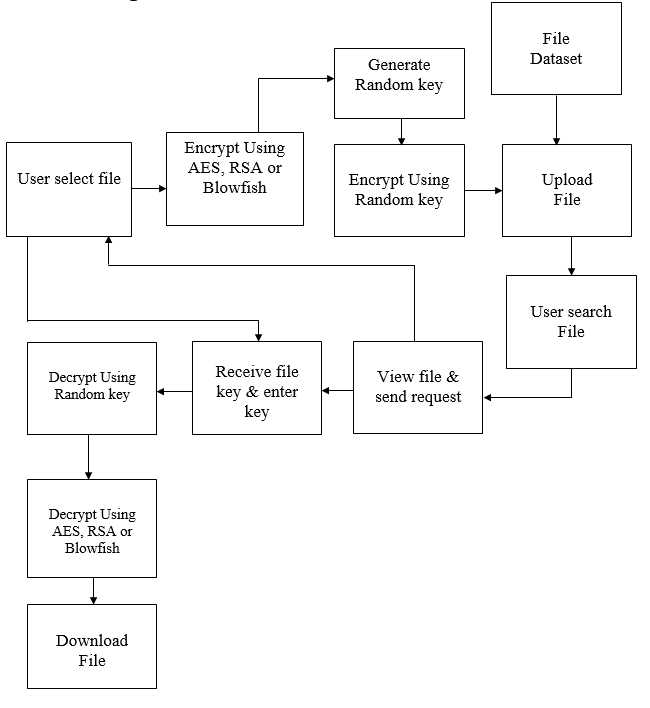 File
Dataset
Generate
Random key
Encrypt Using
AES, RSA or
Blowfish
User select file
Encrypt Using
Random key
Upload
File
User search
File
View file &
send request
Receive file
key & enter
key
Decrypt Using
Random key
Decrypt Using
AES, RSA or
Blowfish
Download
File